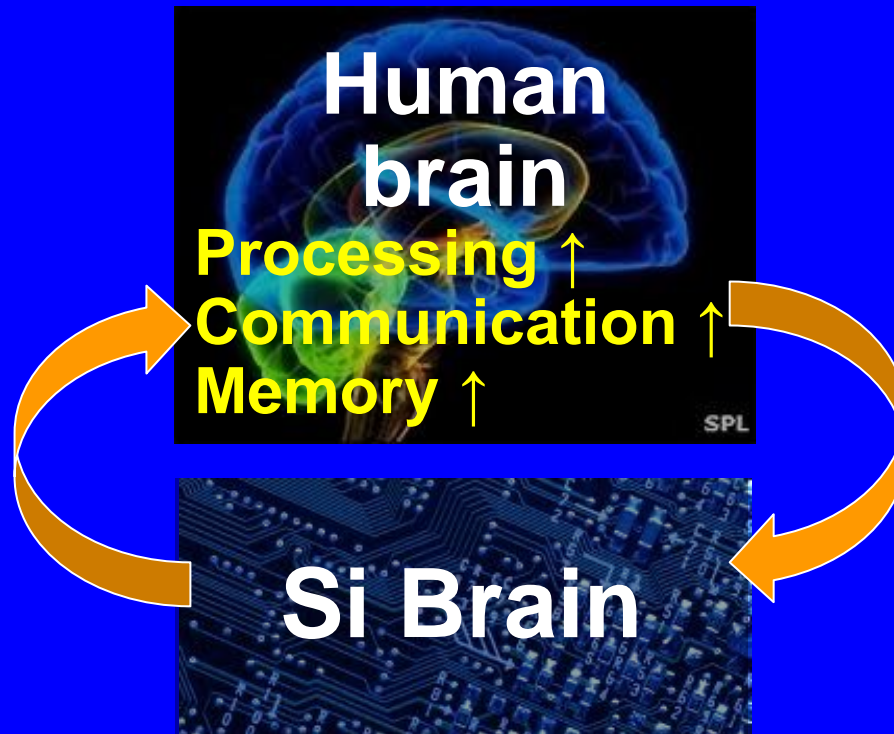 Human
brain
Processing ↑
Communication ↑
Memory ↑
SPL
Si Brain